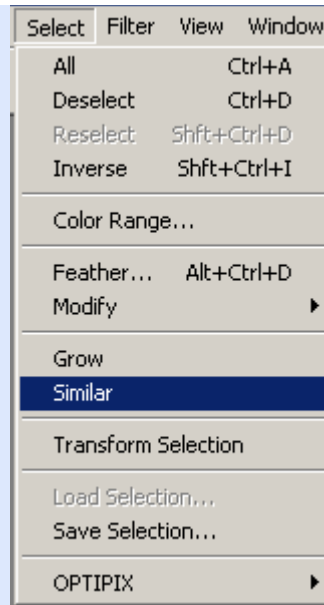 Select Filter View Window
All Ctrl+A
Deselect Ctrl+D
Reselect Shft+Ctrl+D
Inverse Shft+Ctrl+I
Color Range...
Feather... Alt+Ctrl+D
Modify
Grow
Similar
Transform Selection
Load Selection...
Save Selection...
OPTIPIX